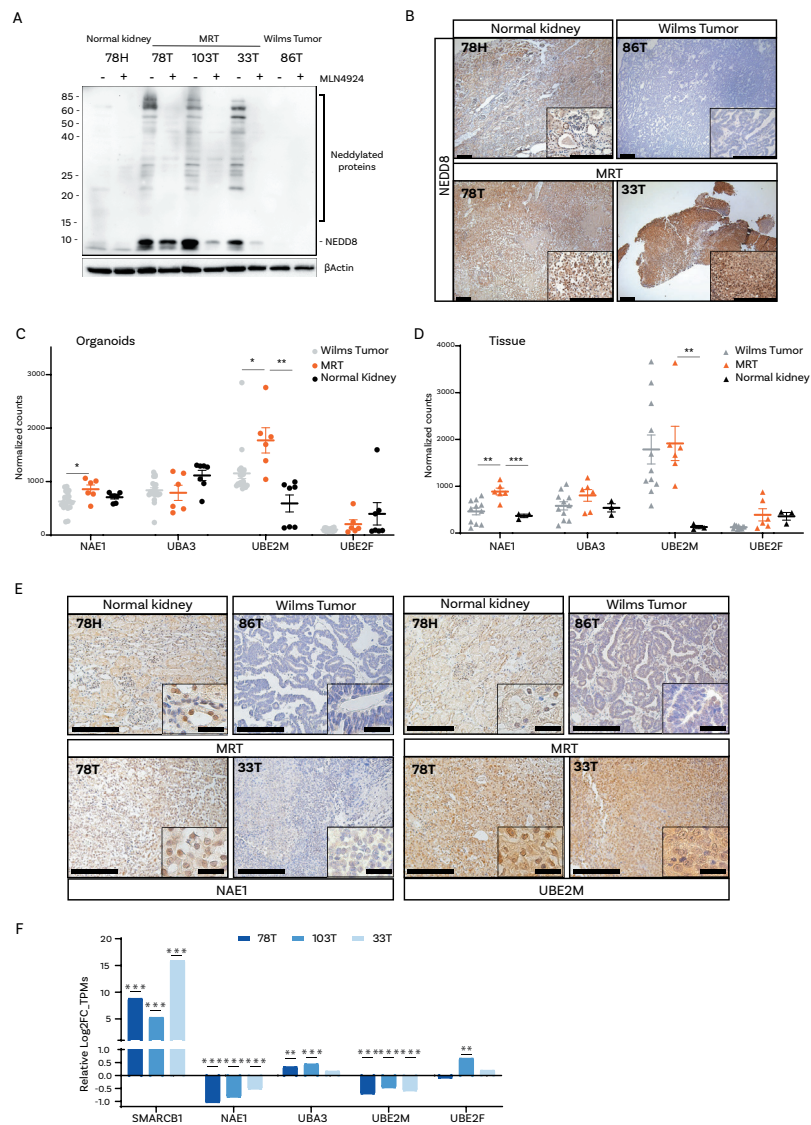 A
Normal kidney MRT Wilms Tumor
78H 78T 103T 33T 86T
- + - + - + - + - + MLN4924
85 -
60 -
50 -
40 -
25 -
20 -
15 -
10 -
Neddylated
proteins
- NEDD8
βActin
B
Normal kidney Wilms Tumor
78H 86T
NEDD8
MRT
78T 33T
C
Organoids
Wilms Tumor
MRT
Normal Kidney
Normalized counts
3000
2000
1000
0
* * **
NAE1 UBA3 UBE2M UBE2F
D
Tissue
Wilms Tumor
MRT
Normal kidney
Normalized counts
4000
3000
2000
1000
0
** *** **
NAE1 UBA3 UBE2M UBE2F
E
Normal kidney Wilms Tumor
78H 86T
MRT
78T 33T
NAE1
Normal kidney Wilms Tumor
78H 86T
MRT
78T 33T
UBE2M
F
78T 103T 33T
Relative Log2FC_TPMs
20
15
10
5
1.0
0.5
0.0
-0.5
-1.0
*** *** ***
*** *** *** ** *** *** *** *** **
SMARCB1 NAE1 UBA3 UBE2M UBE2F